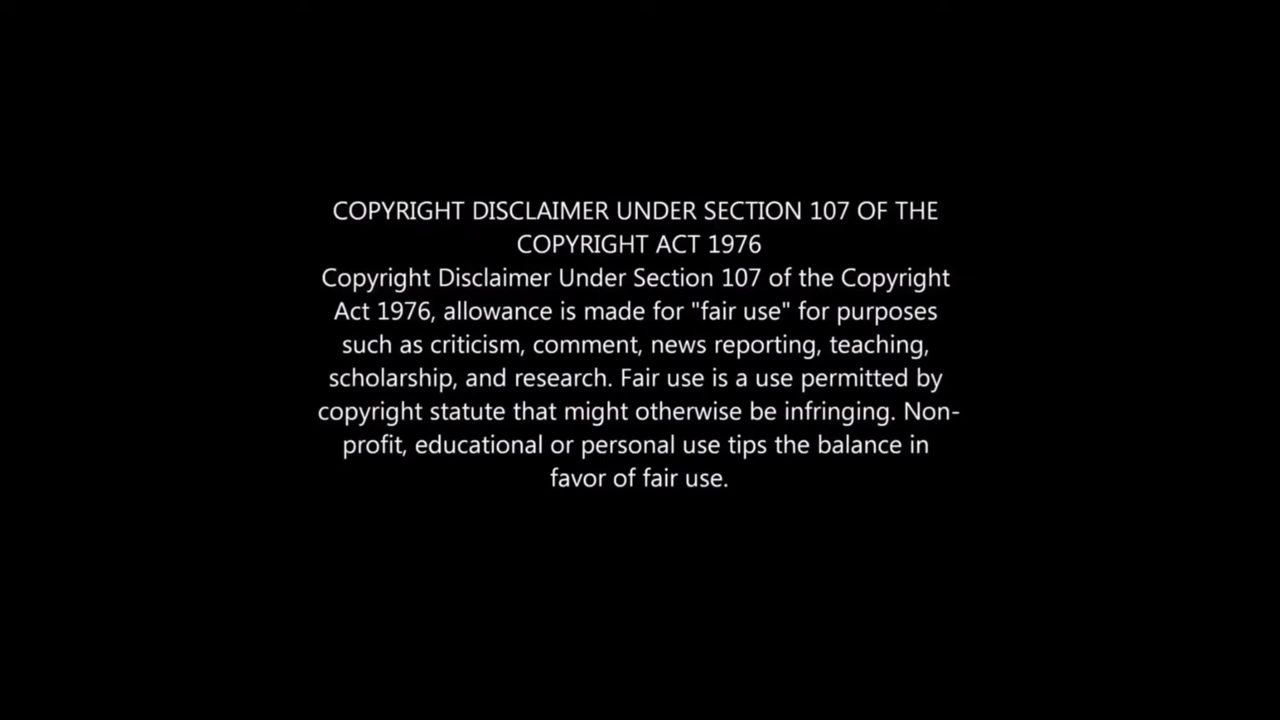 COPYRIGHT DISCLAIMER UNDER SECTION 107 OF THE
COPYRIGHT ACT 1976
Copyright Disclaimer Under Section 107 of the Copyright
Act 1976, allowance is made for "fair use" for purposes
such as criticism, comment, news reporting, teaching,
scholarship, and research. Fair use is a use permitted by
copyright statute that might otherwise be infringing. Non-
profit, educational or personal use tips the balance in
favor of fair use.